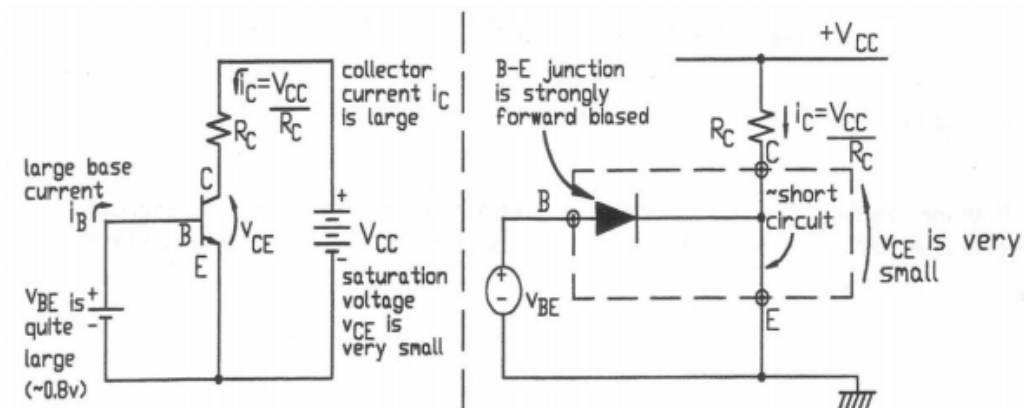 iC=VCC
RC
RC
collector
current iC
is large
large base
current
iB
C
B
E
vCE
+
VCC
-
VBE is
quite
large
(~0.8v)
+
-
saturation
voltage
vCE is
very small
+VCC
B-E junction
is strongly
forward biased
RC
iC=VCC
RC
C
B
~short
circuit
vCE is very
small
+
-
VBE
E